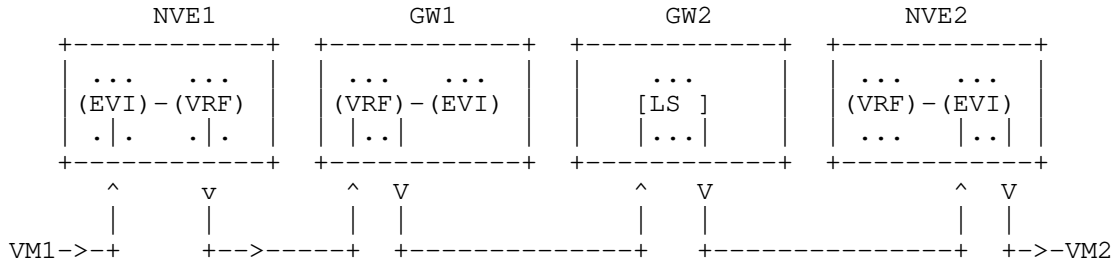 NVE1            GW1             GW2            NVE2
       +------------+  +-------------+ +------------+ +------------+
       | ...   ...  |  | ...   ...   | |     ...    | | ...   ...  |
       |(EVI)-(VRF) |  |(VRF)-(EVI)  | |    [LS ]   | |(VRF)-(EVI) |
       | .|.   .|.  |  | |..|        | |    |...|   | | ...   |..| |
       +------------+  +-------------+ +------------+ +------------+
          ^     v        ^  V               ^   V             ^  V
          |     |        |  |               |   |             |  |
    VM1->-+     +-->-----+  +---------------+   +-------------+  +->-VM2